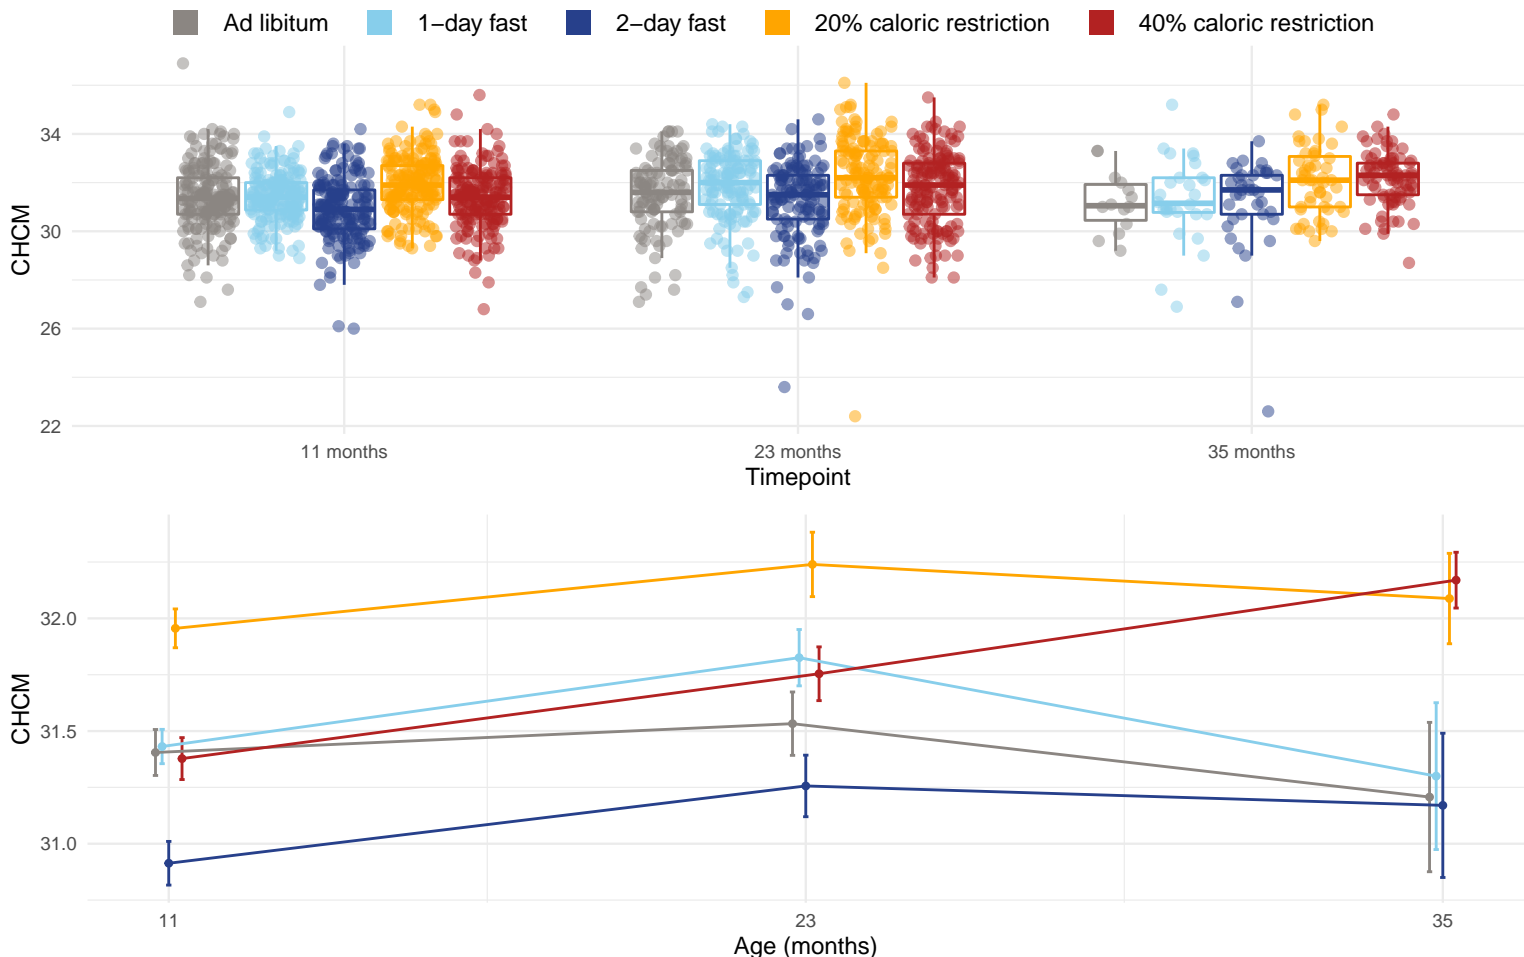 Ad libitum 1−day fast 2−day fast 20% caloric restriction 40% caloric restriction
34
30
26
22
CHCM
11 months 23 months 35 months
Timepoint
32.0
31.5
31.0
CHCM
11 23 35
Age (months)